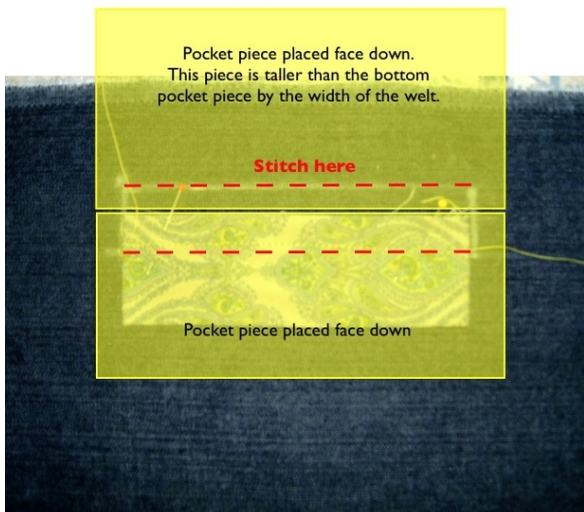 Pocket piece placed face down.
This piece is taller than the bottom
pocket piece by the width of the welt.
Stitch here
Pocket piece placed face down